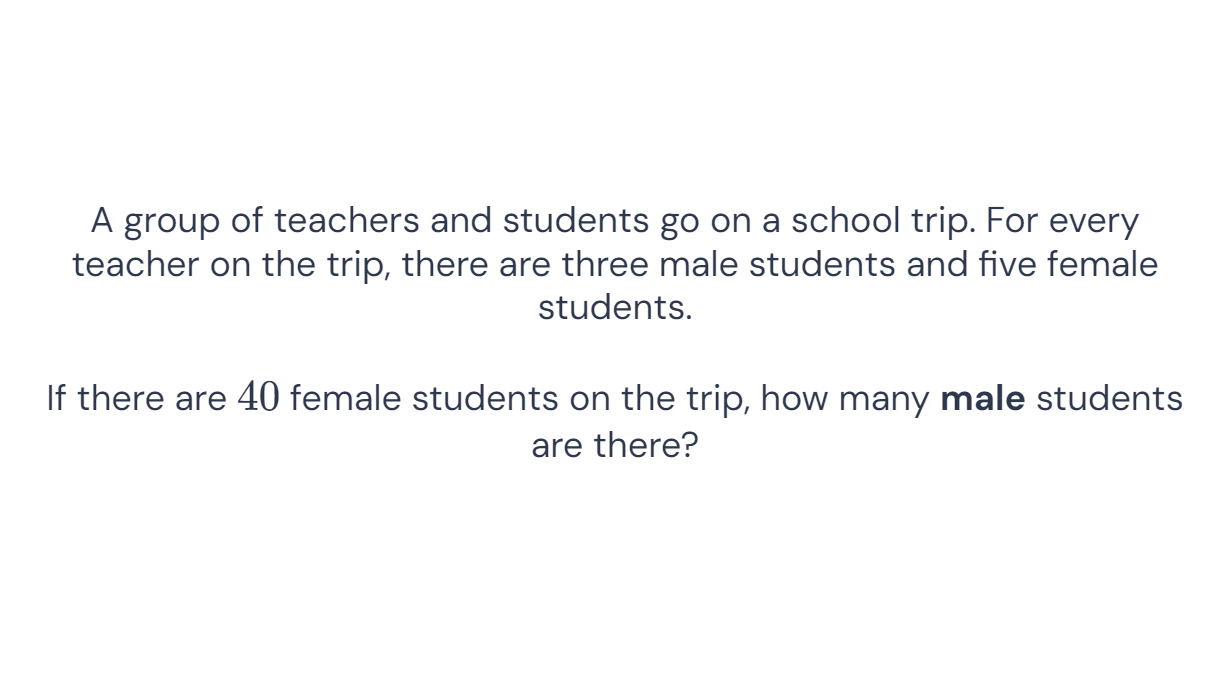 A group of teachers and students go on a school trip. For every
teacher on the trip, there are three male students and five female
students.
If there are 40 female students on the trip, how many male students
are there?